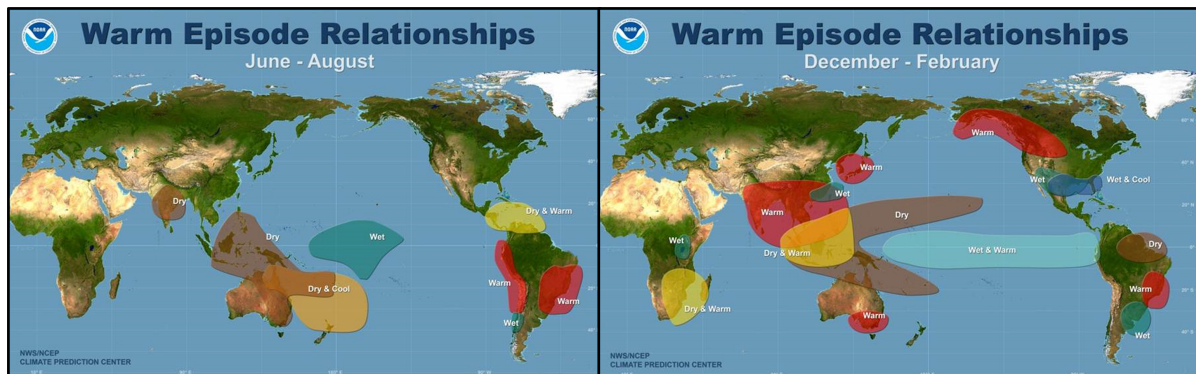 NOAA
Warm Episode Relationships
June - August
Dry
Dry & Warm
Dry
Wet
Dry & Cool
Warm
Warm
Wet
NWS/NCEP
CLIMATE PREDICTION CENTER
NOAA
Warm Episode Relationships
December - February
Warm
Warm
Wet
Wet & Cool
Wet
Warm
Dry
Wet
Wet & Warm
Dry
Dry & Warm
Warm
Dry & Warm
Warm
Wet
NWS/NCEP
CLIMATE PREDICTION CENTER